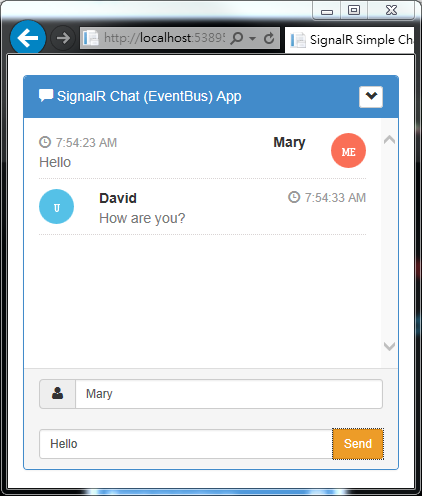 http://localhost:5389
SignalR Simple Cha
SignalR Chat (EventBus) App
7:54:23 AM
Mary
ME
Hello
U
David
7:54:33 AM
How are you?
Mary
Hello
Send